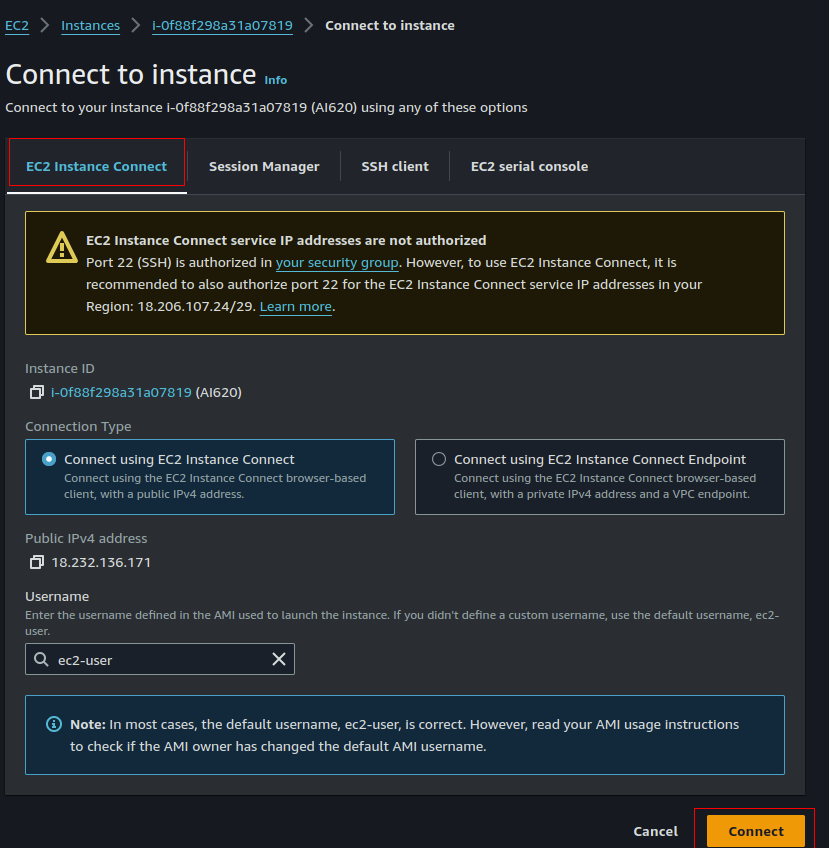 EC2 > Instances > i-0f88f298a31a07819 > Connect to instance
Connect to instance Info
Connect to your instance i-0f88f298a31a07819 (AI620) using any of these options
EC2 Instance Connect
Session Manager
SSH client
EC2 serial console
EC2 Instance Connect service IP addresses are not authorized
Port 22 (SSH) is authorized in your security group. However, to use EC2 Instance Connect, it is
recommended to also authorize port 22 for the EC2 Instance Connect service IP addresses in your
Region: 18.206.107.24/29. Learn more.
Instance ID
i-0f88f298a31a07819 (AI620)
Connection Type
Connect using EC2 Instance Connect
Connect using the EC2 Instance Connect browser-based
client, with a public IPv4 address.
Connect using EC2 Instance Connect Endpoint
Connect using the EC2 Instance Connect browser-based
client, with a private IPv4 address and a VPC endpoint.
Public IPv4 address
18.232.136.171
Username
Enter the username defined in the AMI used to launch the instance. If you didn't define a custom username, use the default username, ec2-
user.
ec2-user
Note: In most cases, the default username, ec2-user, is correct. However, read your AMI usage instructions
to check if the AMI owner has changed the default AMI username.
Cancel
Connect